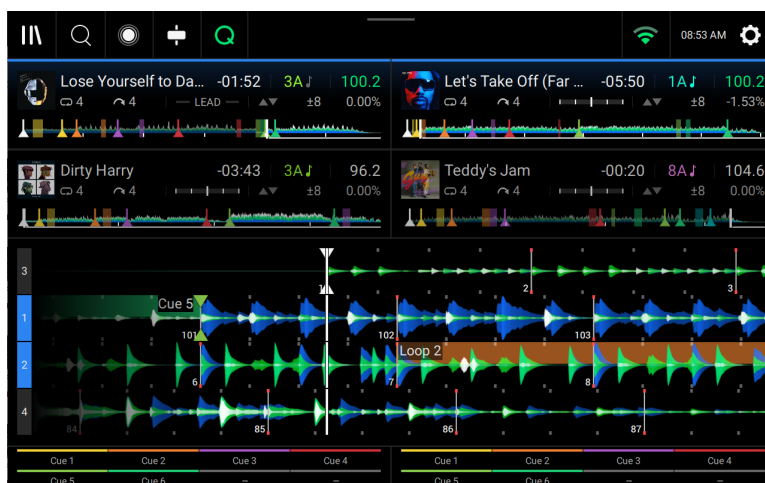 08:53 AM
Lose Yourself to Da... -01:52 3A 100.2
4 4 LEAD ±8 0.00%
Let's Take Off (Far ... -05:50 1A 100.2
4 4 ±8 -1.53%
Dirty Harry -03:43 3A 96.2
4 4 ±8 0.00%
Teddy's Jam -00:20 8A 104.6
4 4 ±8 0.00%
3
2 3
1 Cue 5
101 102 103
2 Loop 2
6 7 8
4
84 85 86 87
Cue 1 Cue 2 Cue 3 Cue 4 Cue 1 Cue 2 Cue 3 Cue 4
Cue 5 Cue 6 – – Cue 5 Cue 6 – –